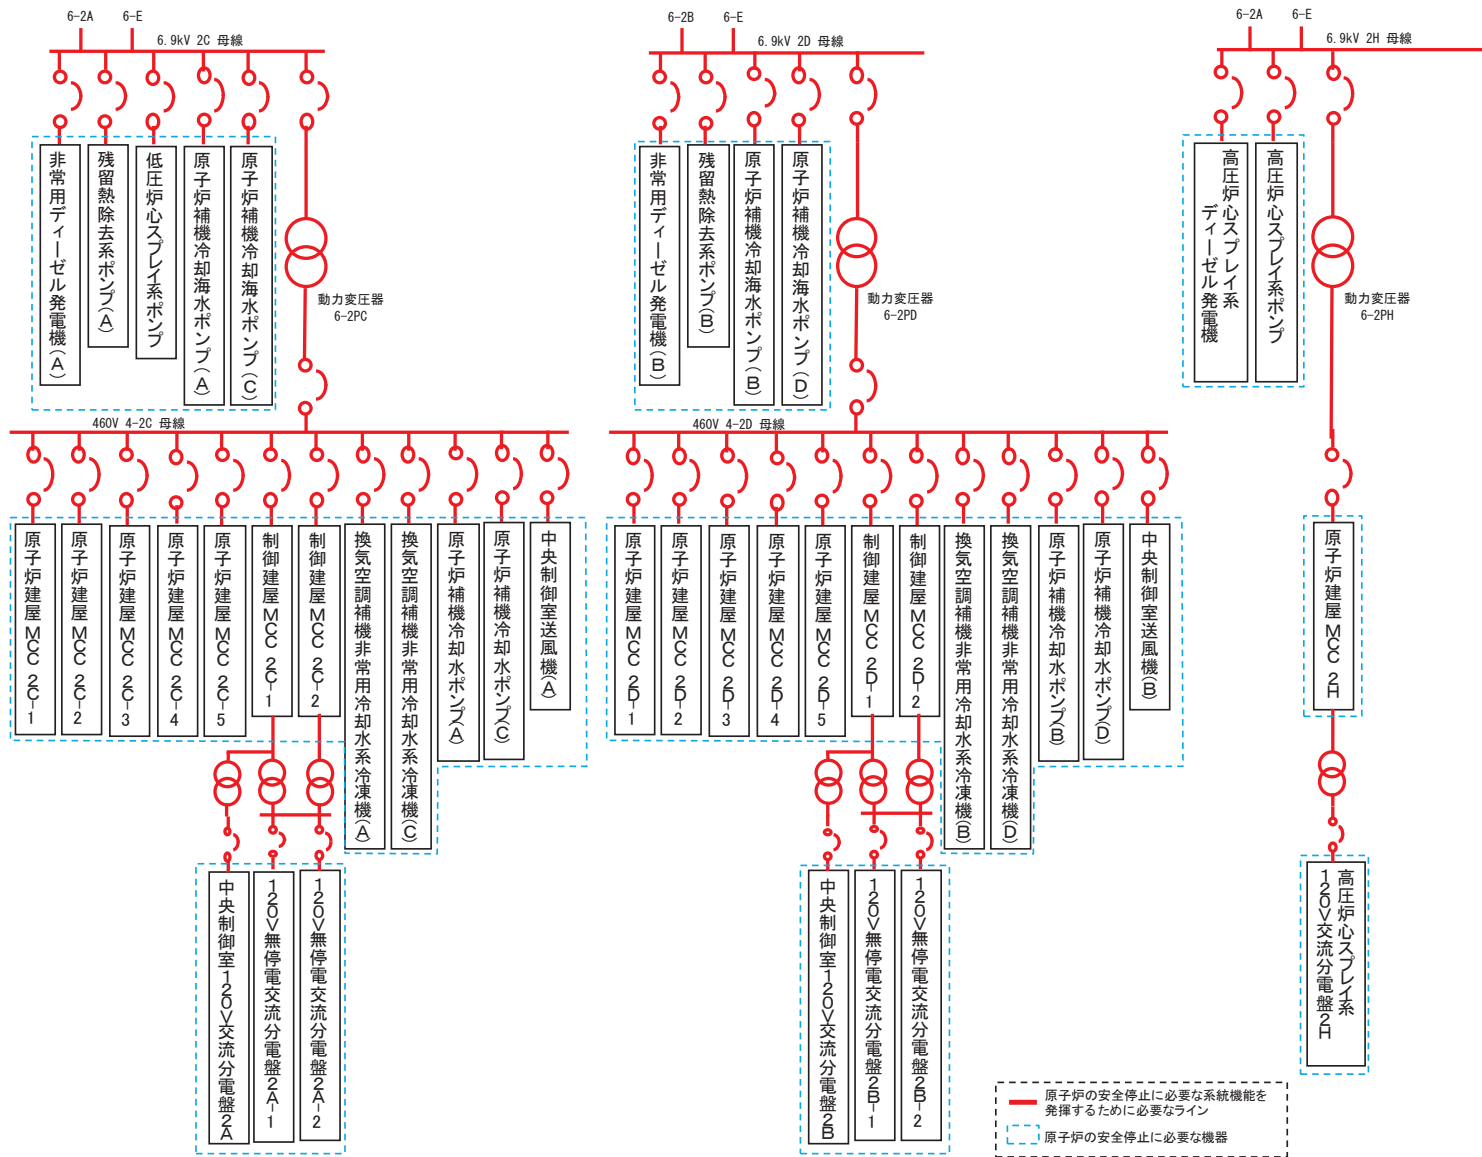 6-2A
6-E
6.9kV 2C 母線
非常用ディーゼル発電機(A)
残留熱除去系ポンプ(A)
低圧炉心スプレイ系ポンプ
原子炉補機冷却海水ポンプ(A)
原子炉補機冷却海水ポンプ(C)
動力変圧器
6-2PC
460V 4-2C 母線
原子炉建屋MCC 2C-1
原子炉建屋MCC 2C-2
原子炉建屋MCC 2C-3
原子炉建屋MCC 2C-4
原子炉建屋MCC 2C-5
制御建屋MCC 2C-1
制御建屋MCC 2C-2
換気空調補機非常用冷却水系冷凍機(A)
換気空調補機非常用冷却水系冷凍機(C)
原子炉補機冷却水ポンプ(A)
原子炉補機冷却水ポンプ(C)
中央制御室送風機(A)
中央制御室120V交流分電盤2A
120V無停電交流分電盤2A-1
120V無停電交流分電盤2A-2
6-2B
6-E
6.9kV 2D 母線
非常用ディーゼル発電機(B)
残留熱除去系ポンプ(B)
原子炉補機冷却海水ポンプ(B)
原子炉補機冷却海水ポンプ(D)
動力変圧器
6-2PD
460V 4-2D 母線
原子炉建屋MCC 2D-1
原子炉建屋MCC 2D-2
原子炉建屋MCC 2D-3
原子炉建屋MCC 2D-4
原子炉建屋MCC 2D-5
制御建屋MCC 2D-1
制御建屋MCC 2D-2
換気空調補機非常用冷却水系冷凍機(B)
換気空調補機非常用冷却水系冷凍機(D)
原子炉補機冷却水ポンプ(B)
原子炉補機冷却水ポンプ(D)
中央制御室送風機(B)
中央制御室120V交流分電盤2B
120V無停電交流分電盤2B-1
120V無停電交流分電盤2B-2
6-2A
6-E
6.9kV 2H 母線
高圧炉心スプレイ系
ディーゼル発電機
高圧炉心スプレイ系ポンプ
動力変圧器
6-2PH
原子炉建屋MCC 2H
高圧炉心スプレイ系
120V交流分電盤2H
原子炉の安全停止に必要な系統機能を
発揮するために必要なライン
原子炉の安全停止に必要な機器